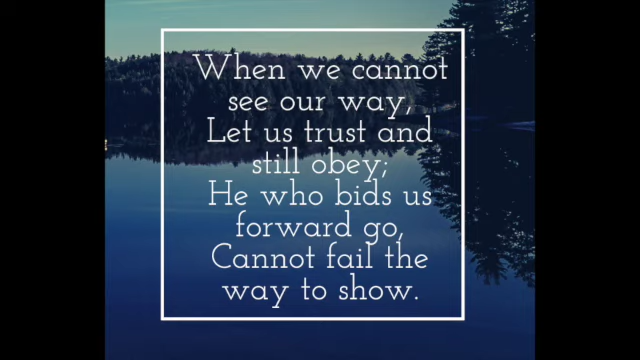 When we cannot
see our way,
Let us trust and
still obey;
He who bids us
forward go,
Cannot fail the
way to show.